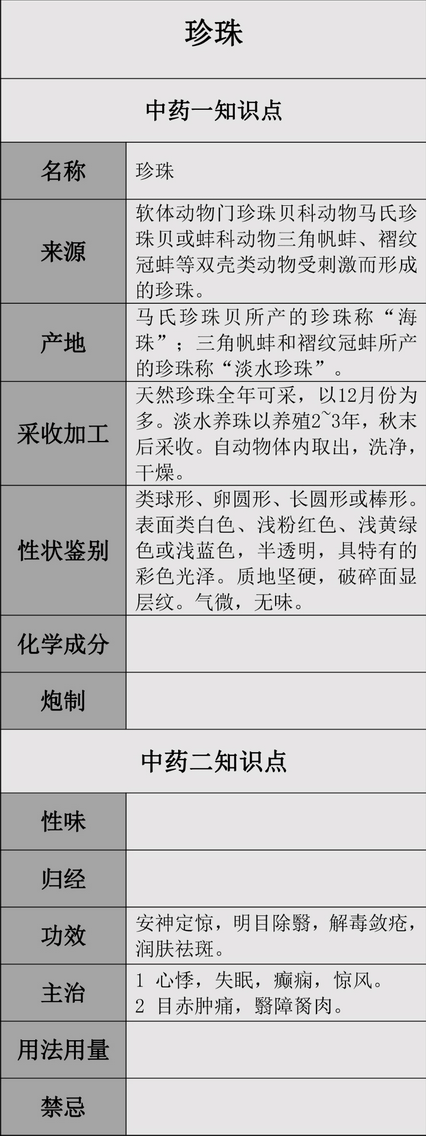 珍珠
中药一知识点
名称
珍珠
来源
软体动物门珍珠贝科动物马氏珍
珠贝或蚌科动物三角帆蚌、褶纹
冠蚌等双壳类动物受刺激而形成
的珍珠。
产地
马氏珍珠贝所产的珍珠称“海
珠”；三角帆蚌和褶纹冠蚌所产
的珍珠称“淡水珍珠”。
采收加工
天然珍珠全年可采，以12月份为
多。淡水养珠以养殖2~3年，秋末
后采收。自动物体内取出，洗净，
干燥。
性状鉴别
类球形、卵圆形、长圆形或棒形。
表面类白色、浅粉红色、浅黄绿
色或浅蓝色，半透明，具特有的
彩色光泽。质地坚硬，破碎面显
层纹。气微，无味。
化学成分
炮制
中药二知识点
性味
归经
功效
安神定惊，明目除翳，解毒敛疮，
润肤祛斑。
主治
1 心悸，失眠，癫痫，惊风。
2 目赤肿痛，翳障胬肉。
用法用量
禁忌